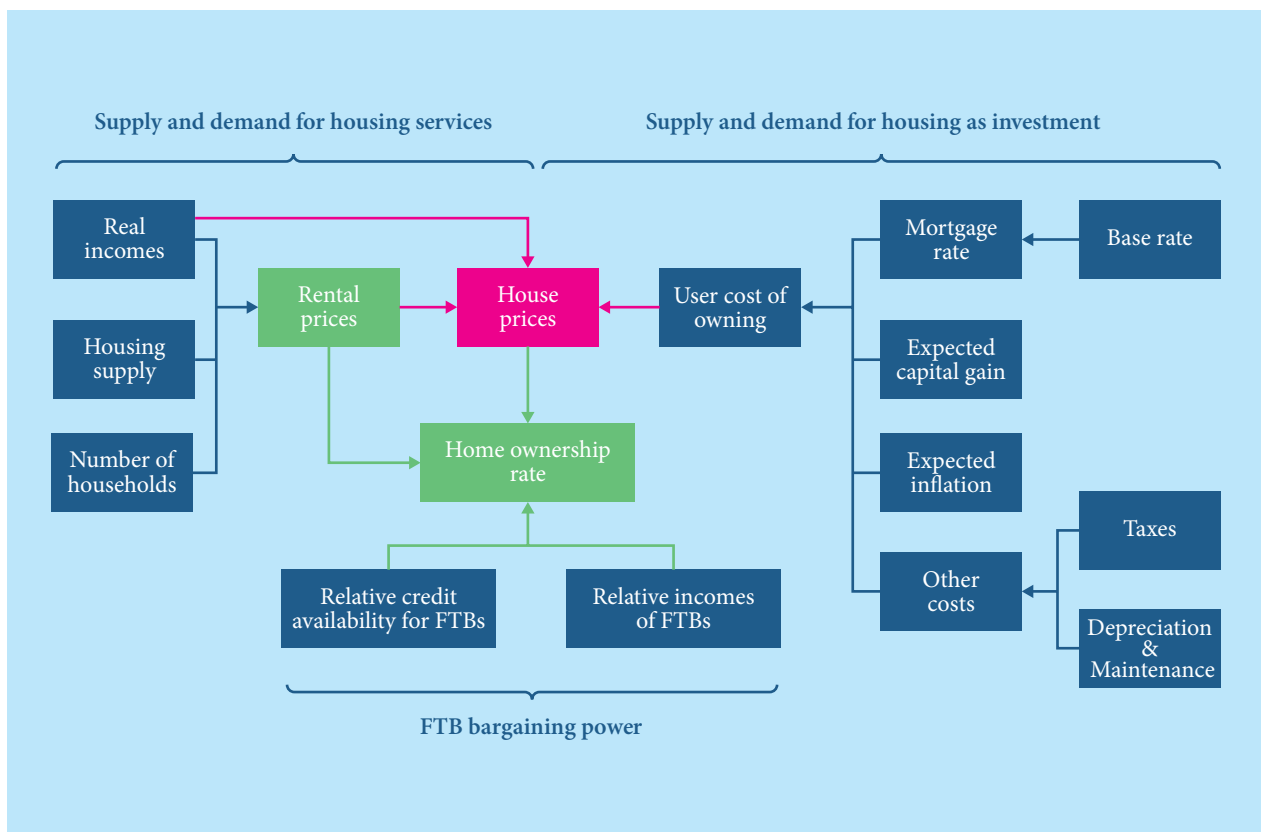 Supply and demand for housing services
Supply and demand for housing as investment
Real
incomes
Housing
supply
Number of
households
Rental
prices
House
prices
User cost of
owning
Mortgage
rate
Base rate
Expected
capital gain
Expected
inflation
Other
costs
Taxes
Depreciation
&
Maintenance
Home ownership
rate
Relative credit
availability for FTBs
Relative incomes
of FTBs
FTB bargaining power